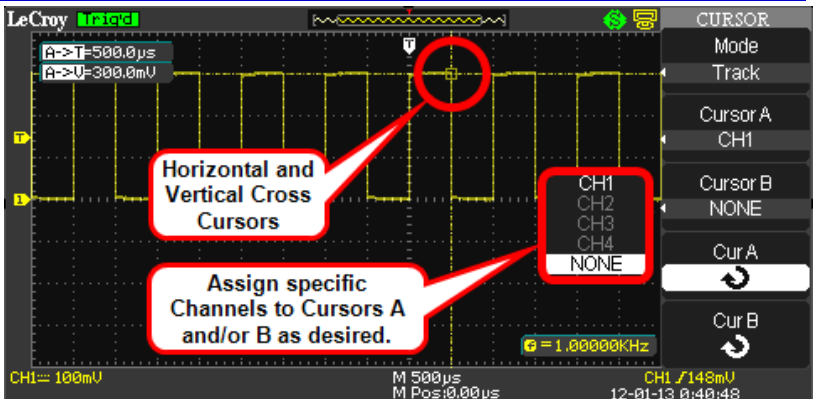 LeCroy Trig'd
CURSOR
Mode
Track
Cursor A
CH1
Cursor B
NONE
Cur A
Cur B
A->T=500.0µs
A->V=300.0mV
T
T
1
Horizontal and
Vertical Cross
Cursors
CH1
CH2
CH3
CH4
NONE
Assign specific
Channels to Cursors A
and/or B as desired.
f = 1.00000KHz
CH1 100mV
M 500µs
M Pos:0.00µs
CH1 148mV
12-01-13 0:40:48